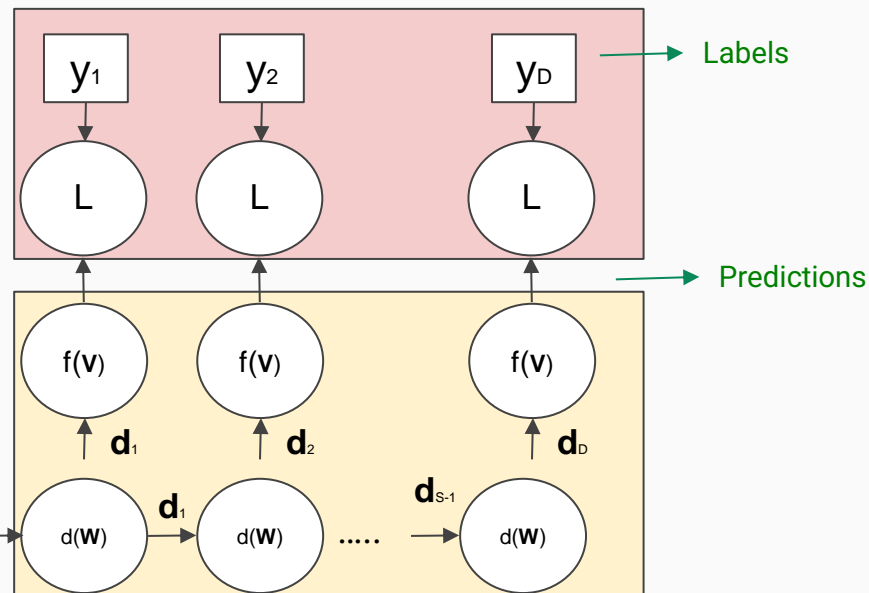 y1 y2 yD Labels
L L L
Predictions
f(v) f(v) f(v)
d1 d2 dD
d1 dS-1
d(W) d(W) ..... d(W)